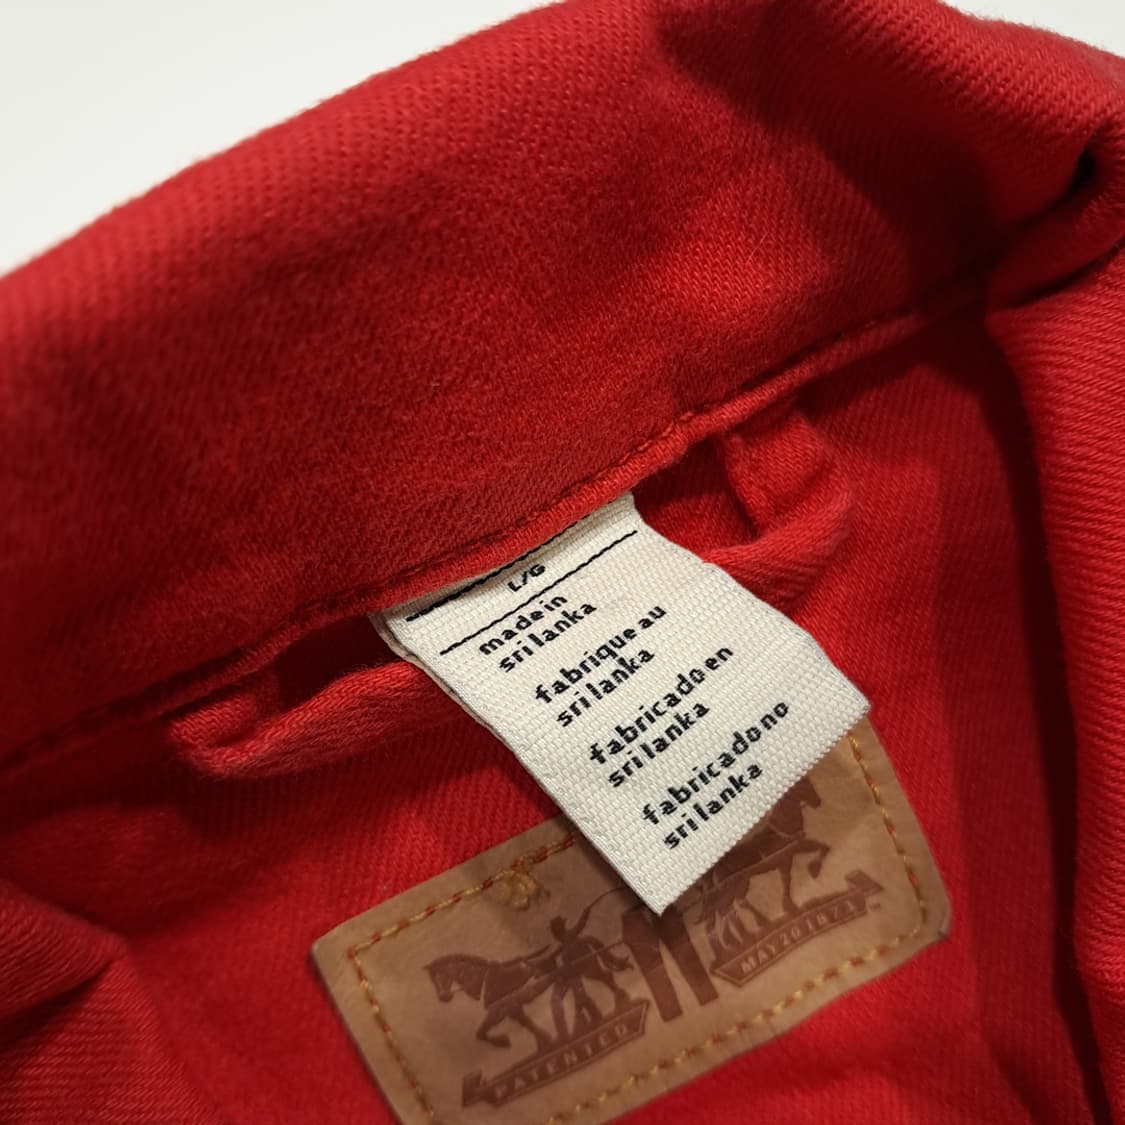 L/G
made in
sri lanka
fabrique au
sri lanka
fabricado en
sri lanka
fabricado no
sri lanka
PATENTED
MAY 20 1873
™